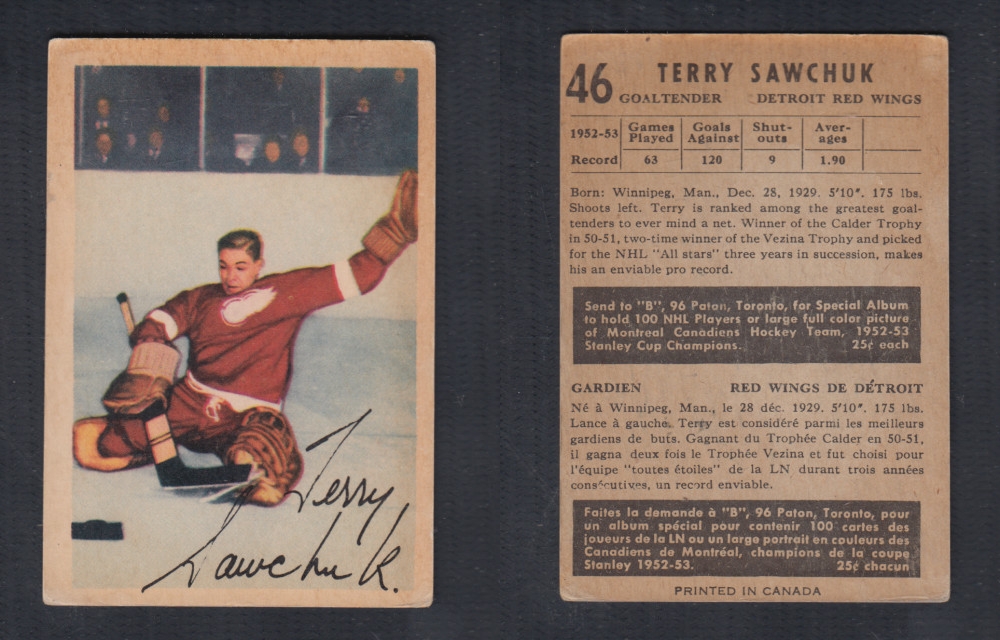 Terry
Sawchuk.
46 TERRY SAWCHUK
GOALTENDER DETROIT RED WINGS
1952-53 Games Played Goals Against Shut-outs Aver-ages
Record 63 120 9 1.90
Born: Winnipeg, Man., Dec. 28, 1929. 5'10". 175 lbs.
Shoots left. Terry is ranked among the greatest goal-
tenders to ever mind a net. Winner of the Calder Trophy
in 50-51, two-time winner of the Vezina Trophy and picked
for the NHL "All stars" three years in succession, makes
his an enviable pro record.
Send to "B", 96 Paton, Toronto, for Special Album
to hold 100 NHL Players or large full color picture
of Montreal Canadiens Hockey Team, 1952-53
Stanley Cup Champions. 25¢ each
GARDIEN RED WINGS DE DÉTROIT
Né à Winnipeg, Man., le 28 déc. 1929. 5'10". 175 lbs.
Lance à gauche. Terry est considéré parmi les meilleurs
gardiens de buts. Gagnant du Trophée Calder en 50-51,
il gagna deux fois le Trophée Vezina et fut choisi pour
l'équipe "toutes étoiles" de la LN durant trois années
consécutives, un record enviable.
Faites la demande à "B", 96 Paton, Toronto, pour
un album spécial pour contenir 100 cartes des
joueurs de la LN ou un large portrait en couleurs des
Canadiens de Montréal, champions de la coupe
Stanley 1952-53. 25¢ chacun
PRINTED IN CANADA